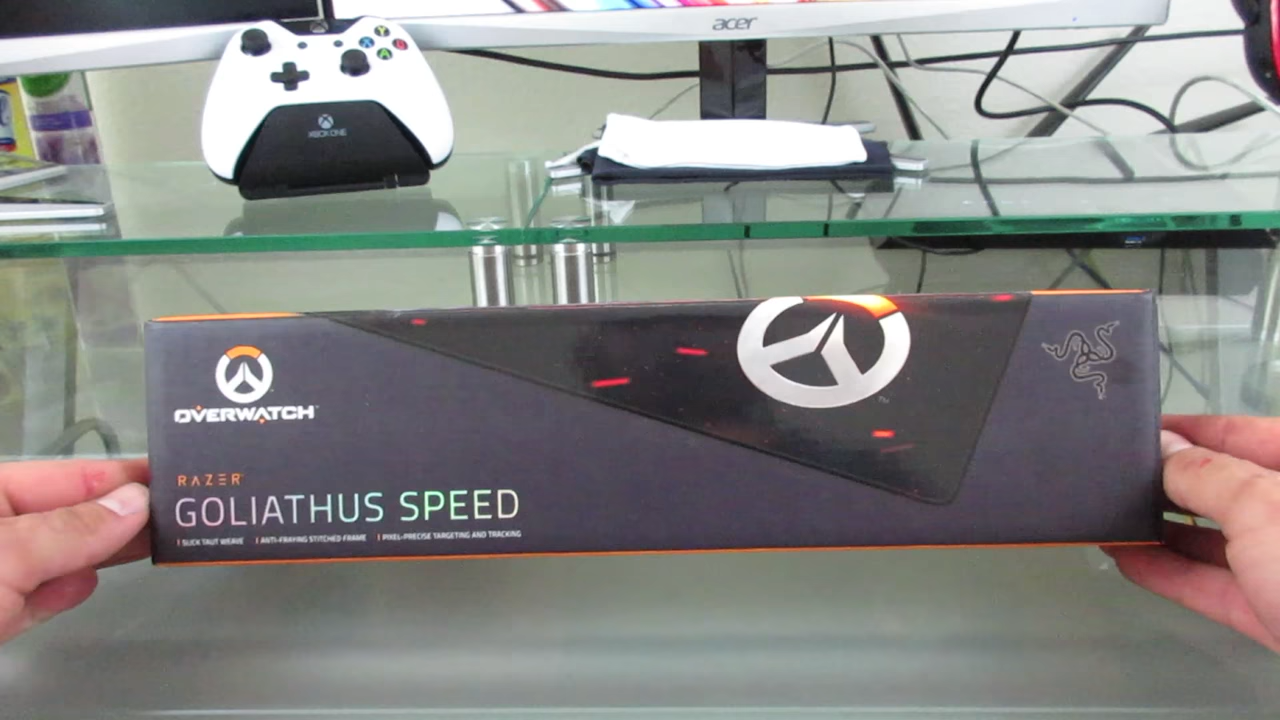 acer
Y
X
B
A
XBOX ONE
OVERWATCH
RAZER
GOLIATHUS SPEED
SLICK TAUT WEAVE
ANTI-FRAYING STITCHED-FRAME
PIXEL-PRECISE TARGETING AND TRACKING